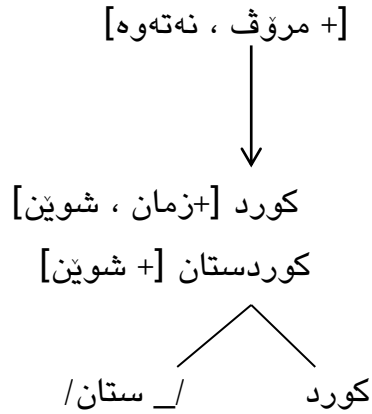 [+ مرۆڤ ، نەتەوە]
کورد [+زمان ، شوێن]
کوردستان [+ شوێن]
کورد /_ ستان/